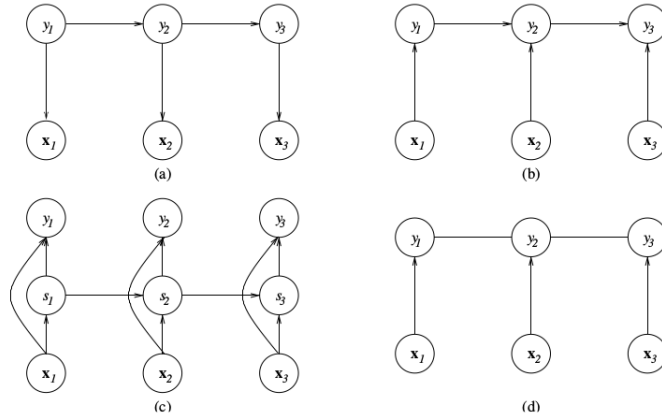 y1 y2 y3
x1 x2 x3
(a)
y1 y2 y3
x1 x2 x3
(b)
y1 y2 y3
s1 s2 s3
x1 x2 x3
(c)
y1 y2 y3
x1 x2 x3
(d)